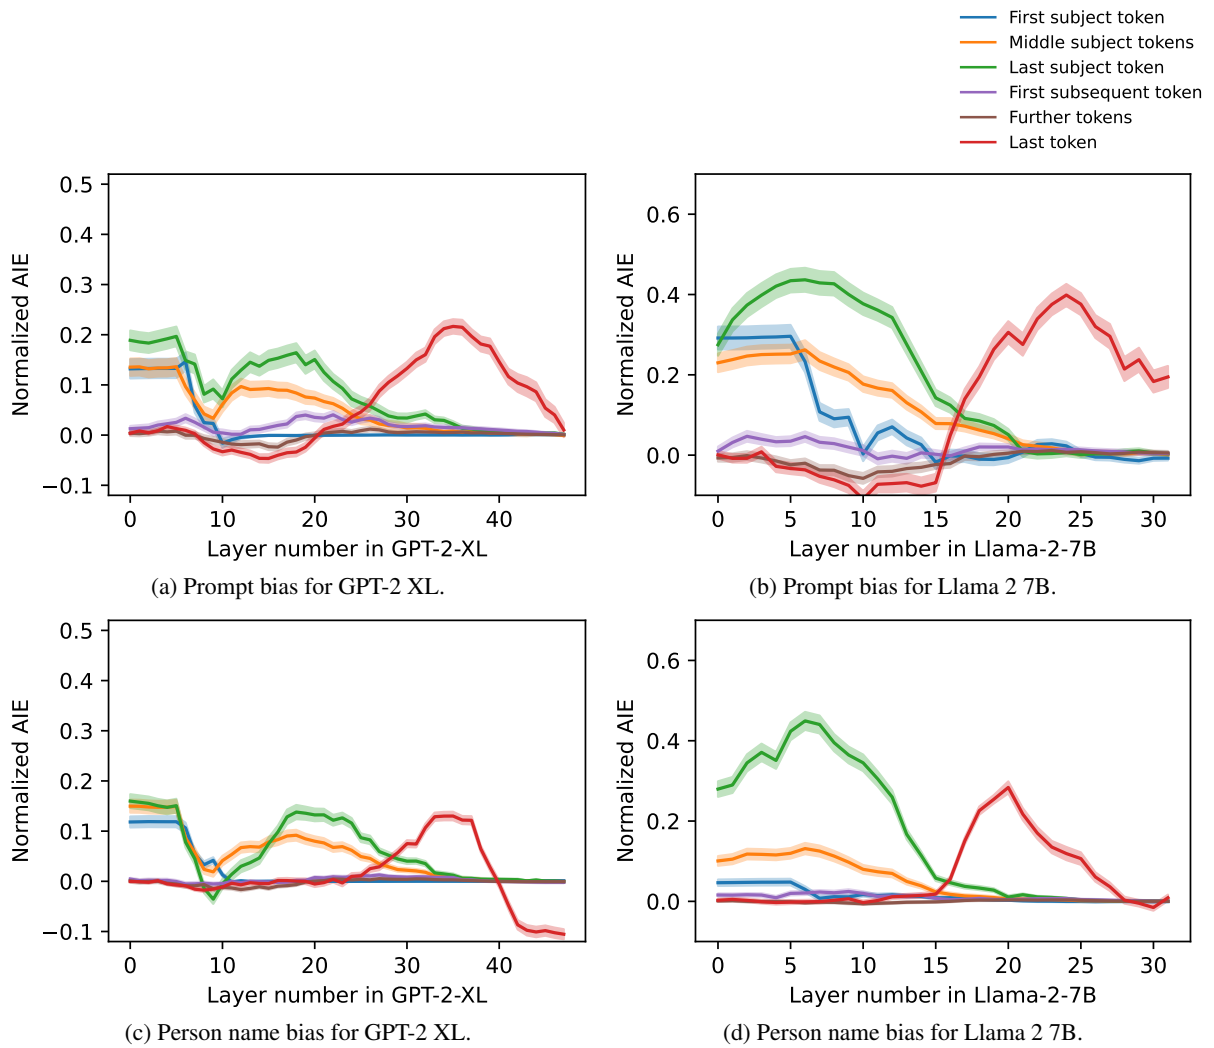 First subject token
Middle subject tokens
Last subject token
First subsequent token
Further tokens
Last token
0.5
0.4
0.3
0.2
0.1
0.0
−0.1
Normalized AIE
0 10 20 30 40
Layer number in GPT-2-XL
(a) Prompt bias for GPT-2 XL.
0.6
0.4
0.2
0.0
Normalized AIE
0 5 10 15 20 25 30
Layer number in Llama-2-7B
(b) Prompt bias for Llama 2 7B.
0.5
0.4
0.3
0.2
0.1
0.0
−0.1
Normalized AIE
0 10 20 30 40
Layer number in GPT-2-XL
(c) Person name bias for GPT-2 XL.
0.6
0.4
0.2
0.0
Normalized AIE
0 5 10 15 20 25 30
Layer number in Llama-2-7B
(d) Person name bias for Llama 2 7B.